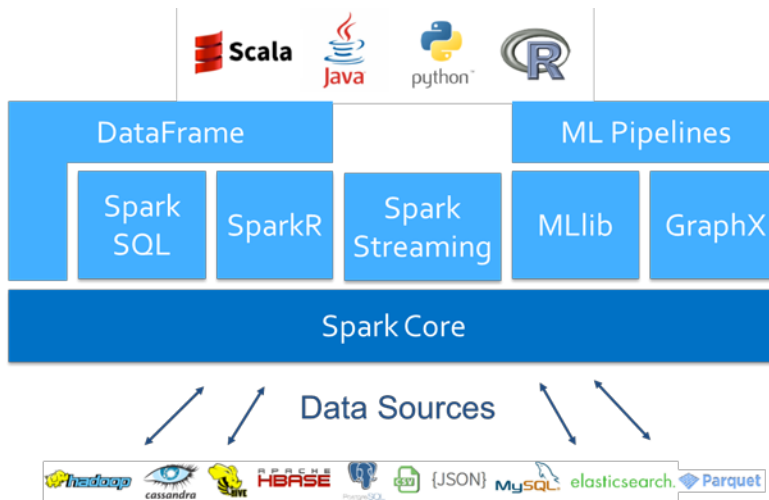 Scala
Java
python
R
DataFrame
ML Pipelines
Spark
SQL
SparkR
Spark
Streaming
MLlib
GraphX
Spark Core
Data Sources
hadoop
cassandra
HIVE
APACHE
HBASE
PostgreSQL
CSV
{JSON}
MySQL
elasticsearch.
Parquet